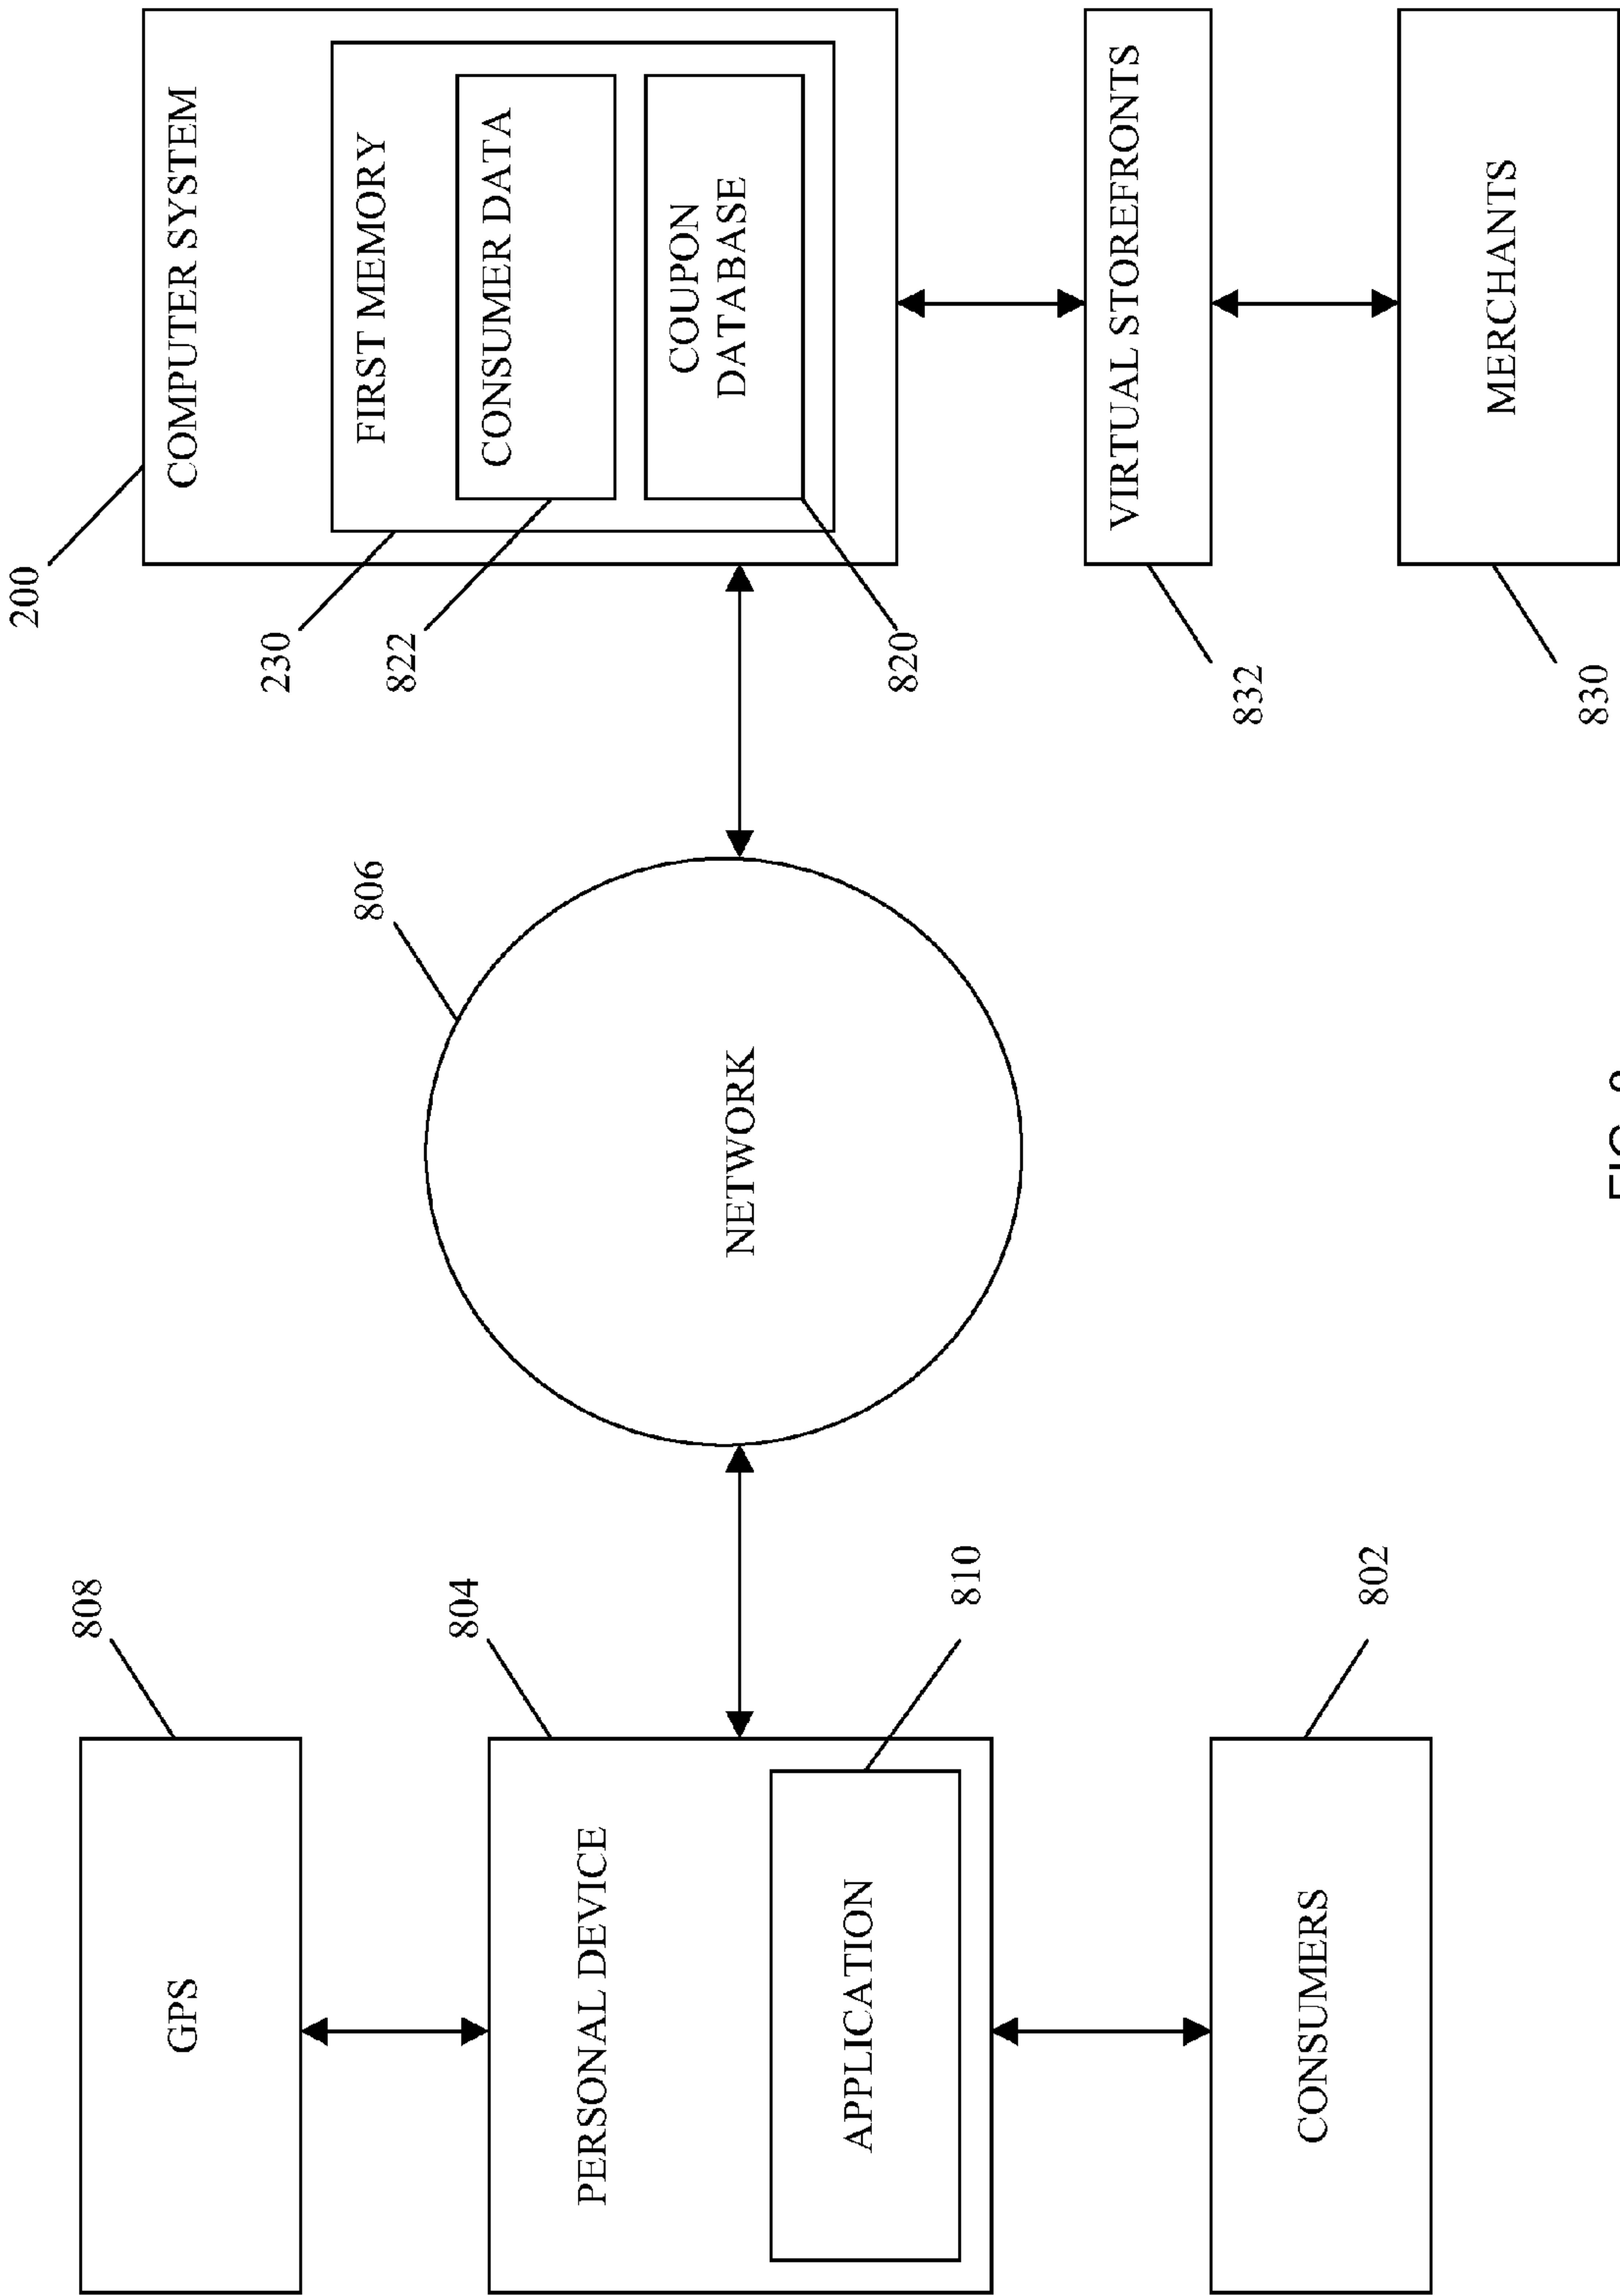 200
808
GPS
COMPUTER SYSTEM
230
806
FIRST MEMORY
822
804
CONSUMER DATA
PERSONAL DEVICE
COUPON
DATABASE
NETWORK
APPLICATION
820
810
VIRTUAL STOREFRONTS
832
CONSUMERS
802
MERCHANTS
830
FIG.